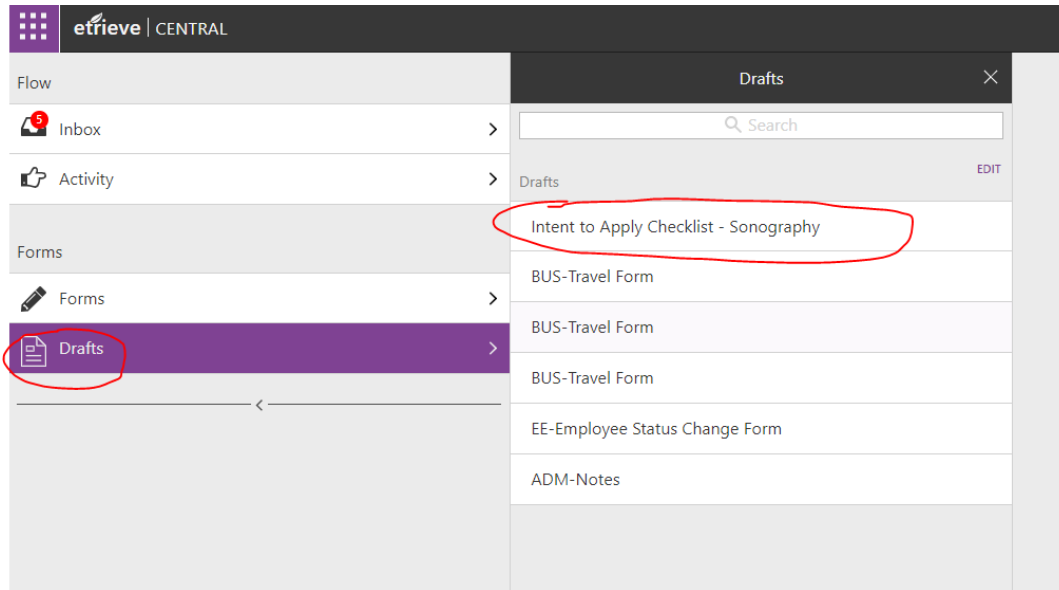 etrieve | CENTRAL
Flow
5
Inbox
Activity
Forms
Forms
Drafts
Drafts
Search
EDIT
Drafts
Intent to Apply Checklist - Sonography
BUS-Travel Form
BUS-Travel Form
BUS-Travel Form
EE-Employee Status Change Form
ADM-Notes